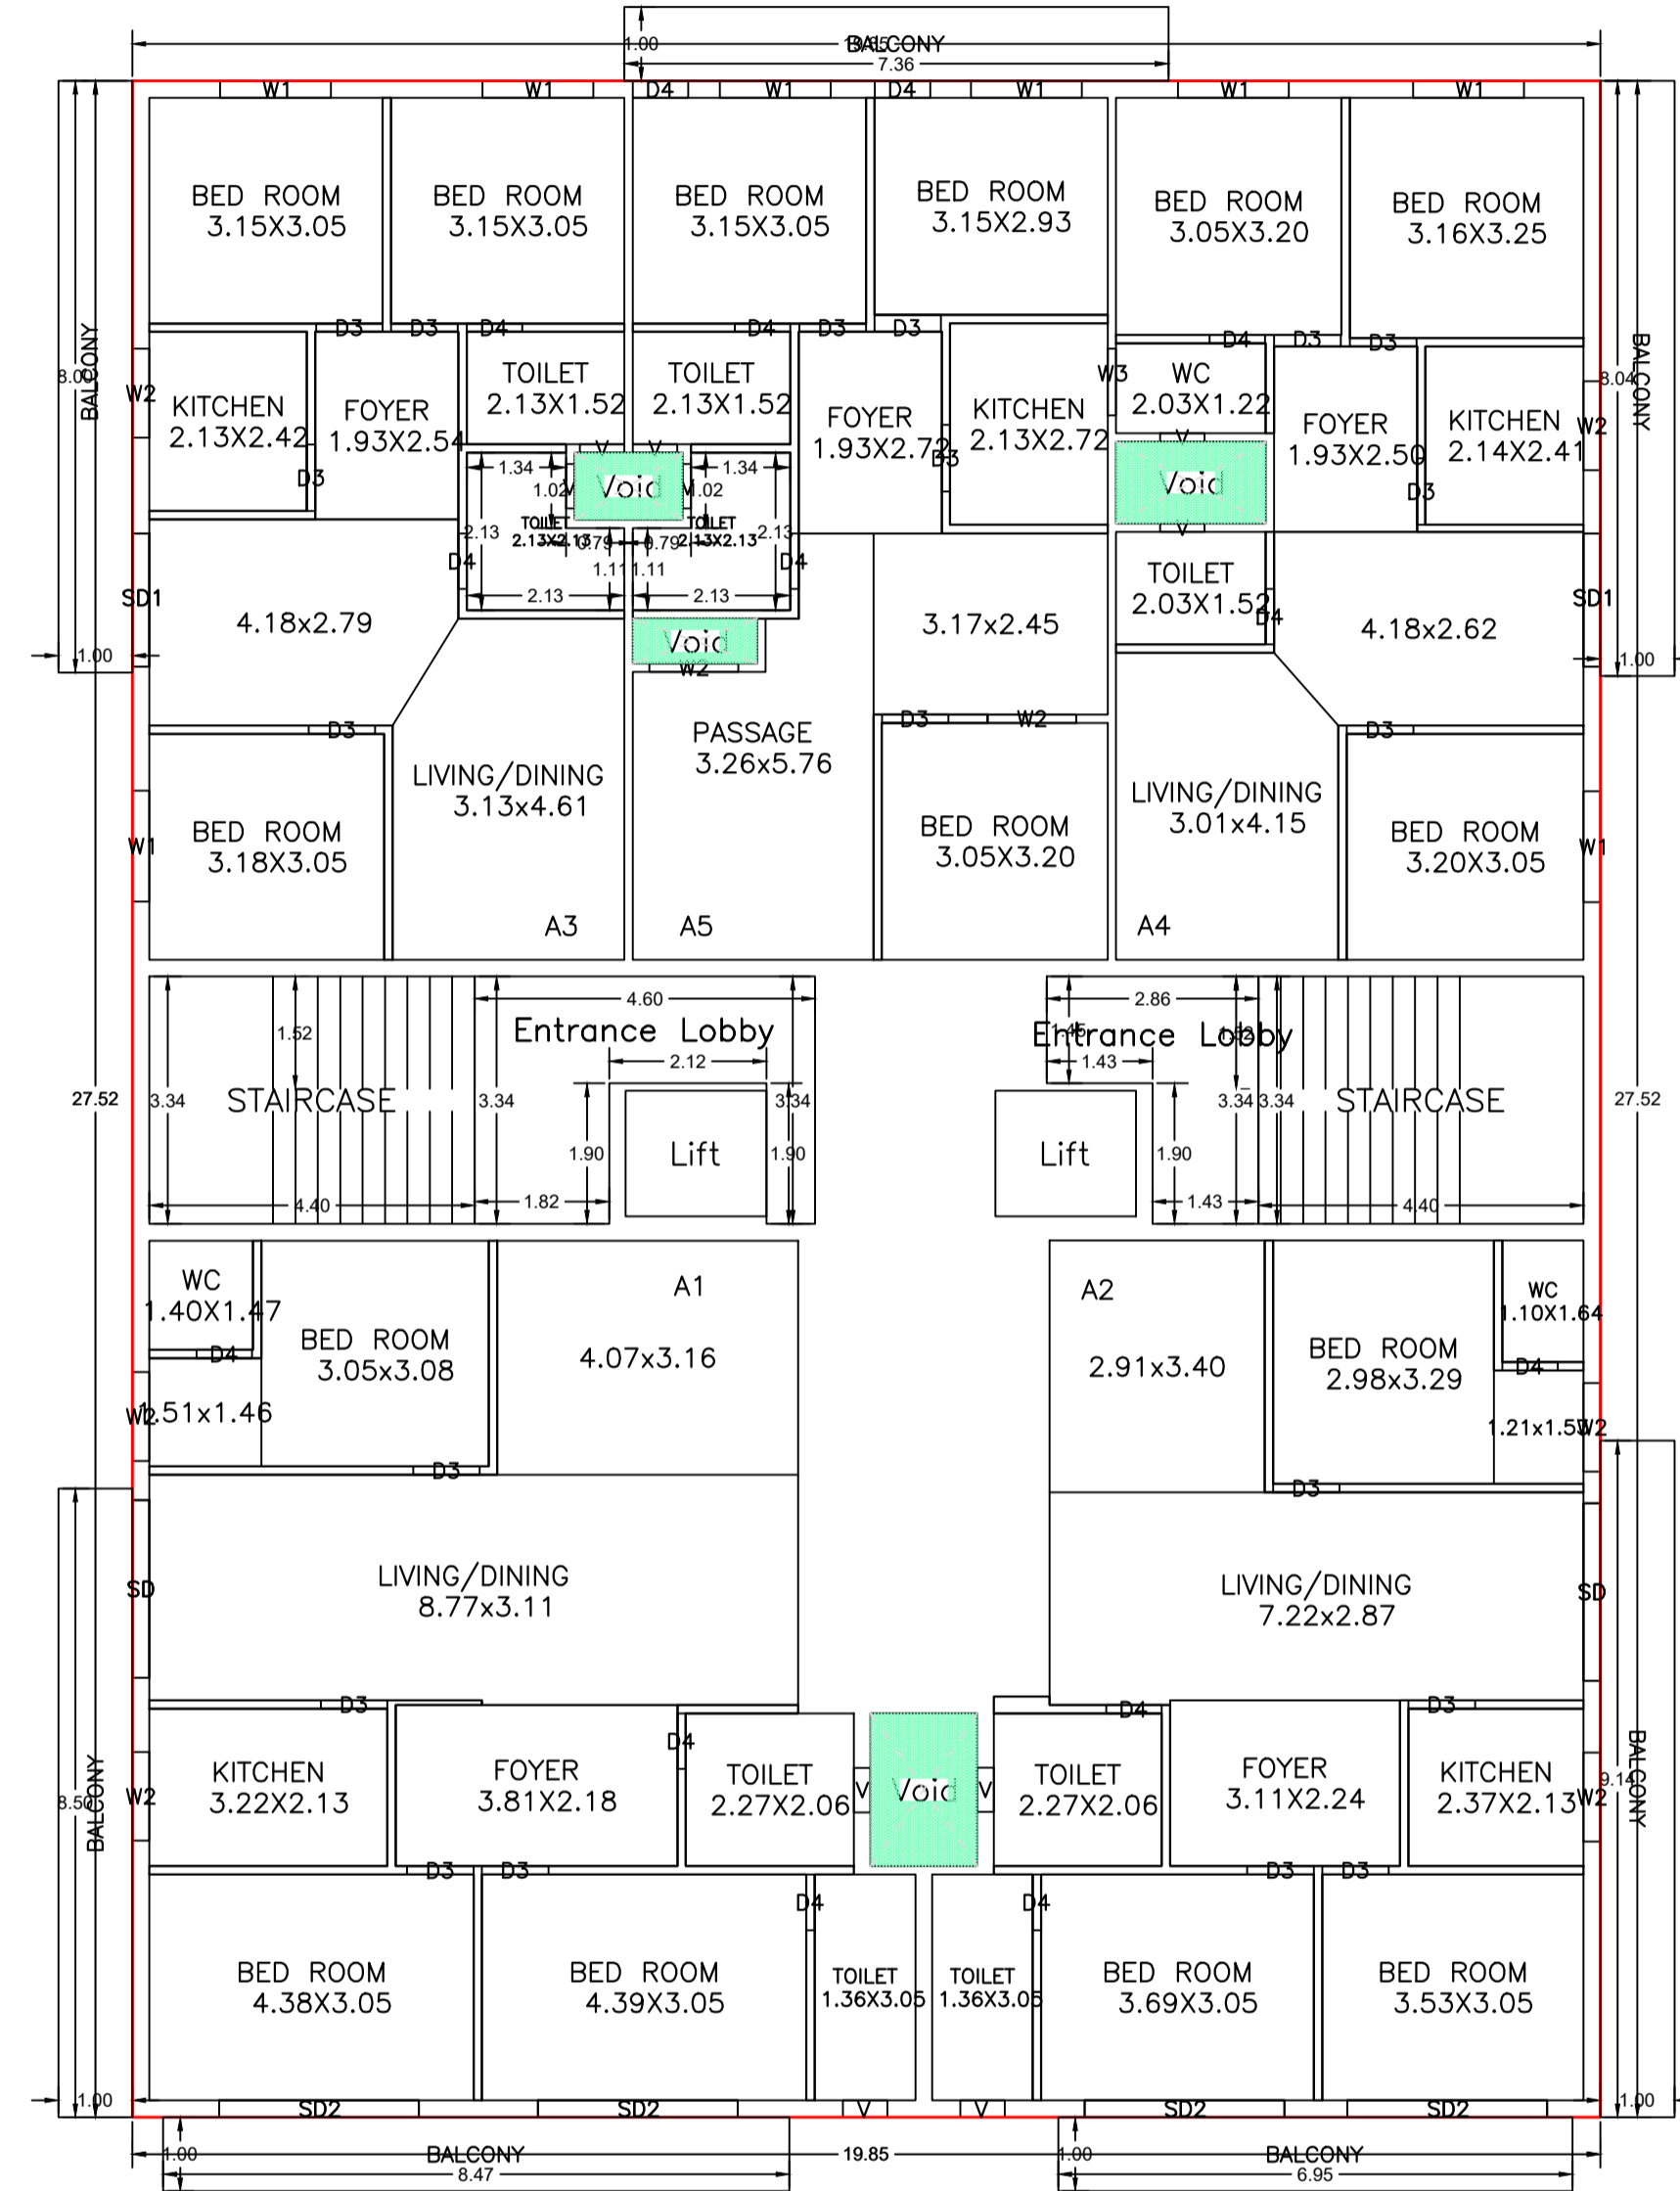 BALCONY
1.00
7.36
W1
W1
D4
W1
D4
W1
W1
W1
BED ROOM
3.15X3.05
BED ROOM
3.15X3.05
BED ROOM
3.15X3.05
BED ROOM
3.15X2.93
BED ROOM
3.05X3.20
BED ROOM
3.16X3.25
BALCONY
BALCONY
8.04
D3
D3
D4
D4
D3
D3
D4
D3
D3
W2
KITCHEN
2.13X2.42
FOYER
1.93X2.54
TOILET
2.13X1.52
TOILET
2.13X1.52
FOYER
1.93X2.72
KITCHEN
2.13X2.72
W3
WC
2.03X1.22
FOYER
1.93X2.50
KITCHEN
2.14X2.41
W2
D3
D3
D3
V
V
V
V
1.34
1.34
1.02
1.02
Void
Void
V
V
TOILET
2.13X2.13
TOILET
2.13X2.13
2.13
2.13
0.79
0.79
1.11
1.11
D4
D4
2.13
2.13
TOILET
2.03X1.52
D4
SD1
SD1
4.18x2.79
Void
W2
3.17x2.45
4.18x2.62
1.00
1.00
D3
D3
W2
D3
PASSAGE
3.26x5.76
LIVING/DINING
3.13x4.61
LIVING/DINING
3.01x4.15
W1
BED ROOM
3.18X3.05
BED ROOM
3.05X3.20
BED ROOM
3.20X3.05
W1
A3
A5
A4
4.60
2.86
Entrance Lobby
Entrance Lobby
1.52
2.12
1.43
27.52
27.52
3.34
STAIRCASE
3.34
3.34
3.34
3.34
STAIRCASE
Lift
Lift
1.90
1.90
1.90
4.40
1.82
1.43
4.40
WC
1.40X1.47
A1
A2
WC
1.10X1.64
BED ROOM
3.05x3.08
4.07x3.16
2.91x3.40
BED ROOM
2.98x3.29
D4
D4
W2
1.51x1.46
1.21x1.53
W2
D3
D3
SD
LIVING/DINING
8.77x3.11
LIVING/DINING
7.22x2.87
SD
D3
D4
D4
D3
KITCHEN
3.22X2.13
FOYER
3.81X2.18
TOILET
2.27X2.06
V
Void
V
TOILET
2.27X2.06
FOYER
3.11X2.24
KITCHEN
2.37X2.13
W2
W2
8.50
BALCONY
BALCONY
9.14
D3
D3
D3
D3
D4
D4
BED ROOM
4.38X3.05
BED ROOM
4.39X3.05
TOILET
1.36X3.05
TOILET
1.36X3.05
BED ROOM
3.69X3.05
BED ROOM
3.53X3.05
1.00
1.00
SD2
SD2
V
V
SD2
SD2
1.00
BALCONY
19.85
1.00
BALCONY
8.47
6.95